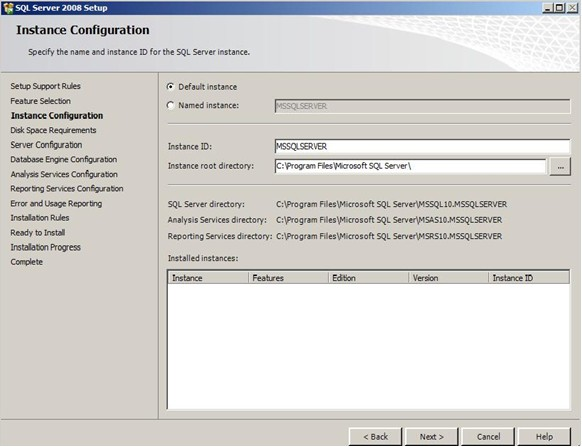 SQL Server 2008 Setup
Instance Configuration
Specify the name and instance ID for the SQL Server instance.
Setup Support Rules
Feature Selection
Instance Configuration
Disk Space Requirements
Server Configuration
Database Engine Configuration
Analysis Services Configuration
Reporting Services Configuration
Error and Usage Reporting
Installation Rules
Ready to Install
Installation Progress
Complete
Default instance
Named instance: MSSQLSERVER
Instance ID: MSSQLSERVER
Instance root directory: C:\Program Files\Microsoft SQL Server\ ...
SQL Server directory: C:\Program Files\Microsoft SQL Server\MSSQL10.MSSQLSERVER
Analysis Services directory: C:\Program Files\Microsoft SQL Server\MSAS10.MSSQLSERVER
Reporting Services directory: C:\Program Files\Microsoft SQL Server\MSRS10.MSSQLSERVER
Installed instances:
Instance Features Edition Version Instance ID
< Back Next > Cancel Help